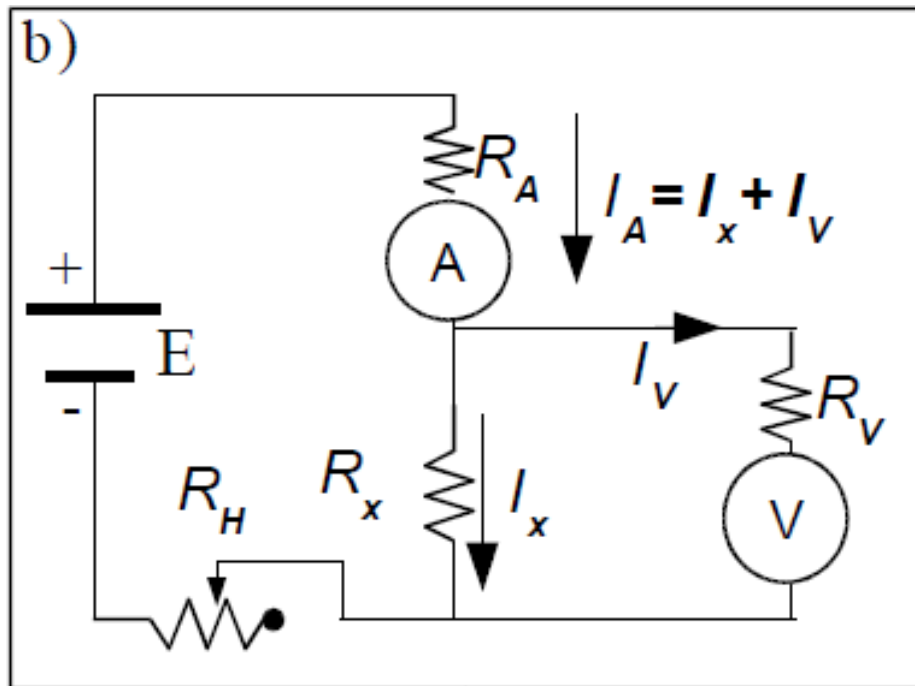 b)
R_A
I_A = I_x + I_V
A
+
E
-
I_V
R_V
R_H
R_x
I_x
V